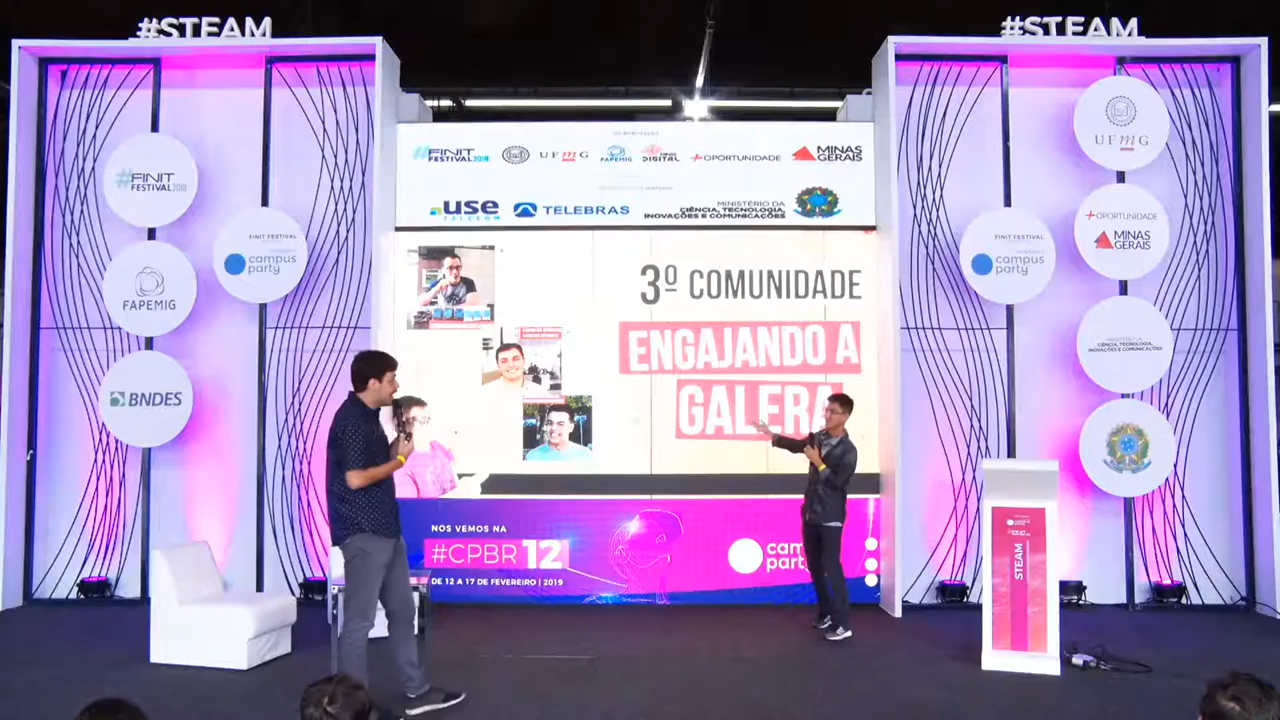 #STEAM
#STEAM
#FINIT
FESTIVAL 2018
UFMG
FAPEMIG
DIGITAL
+OPORTUNIDADE
MINAS
GERAIS
USE
TELECOM
TELEBRAS
MINISTÉRIO DA
CIÊNCIA, TECNOLOGIA,
INOVAÇÕES E COMUNICAÇÕES
#FINIT
FESTIVAL 2018
FINIT FESTIVAL
campus
party
FAPEMIG
BNDES
3º COMUNIDADE
ENGAJANDO A
GALERA
NOS VEMOS NA
#CPBR12
DE 12 A 17 DE FEVEREIRO | 2019
cam
part
UFMG
FINIT FESTIVAL
campus
party
+OPORTUNIDADE
MINAS
GERAIS
CIÊNCIA, TECNOLOGIA,
INOVAÇÕES E COMUNICAÇÕES
STEAM